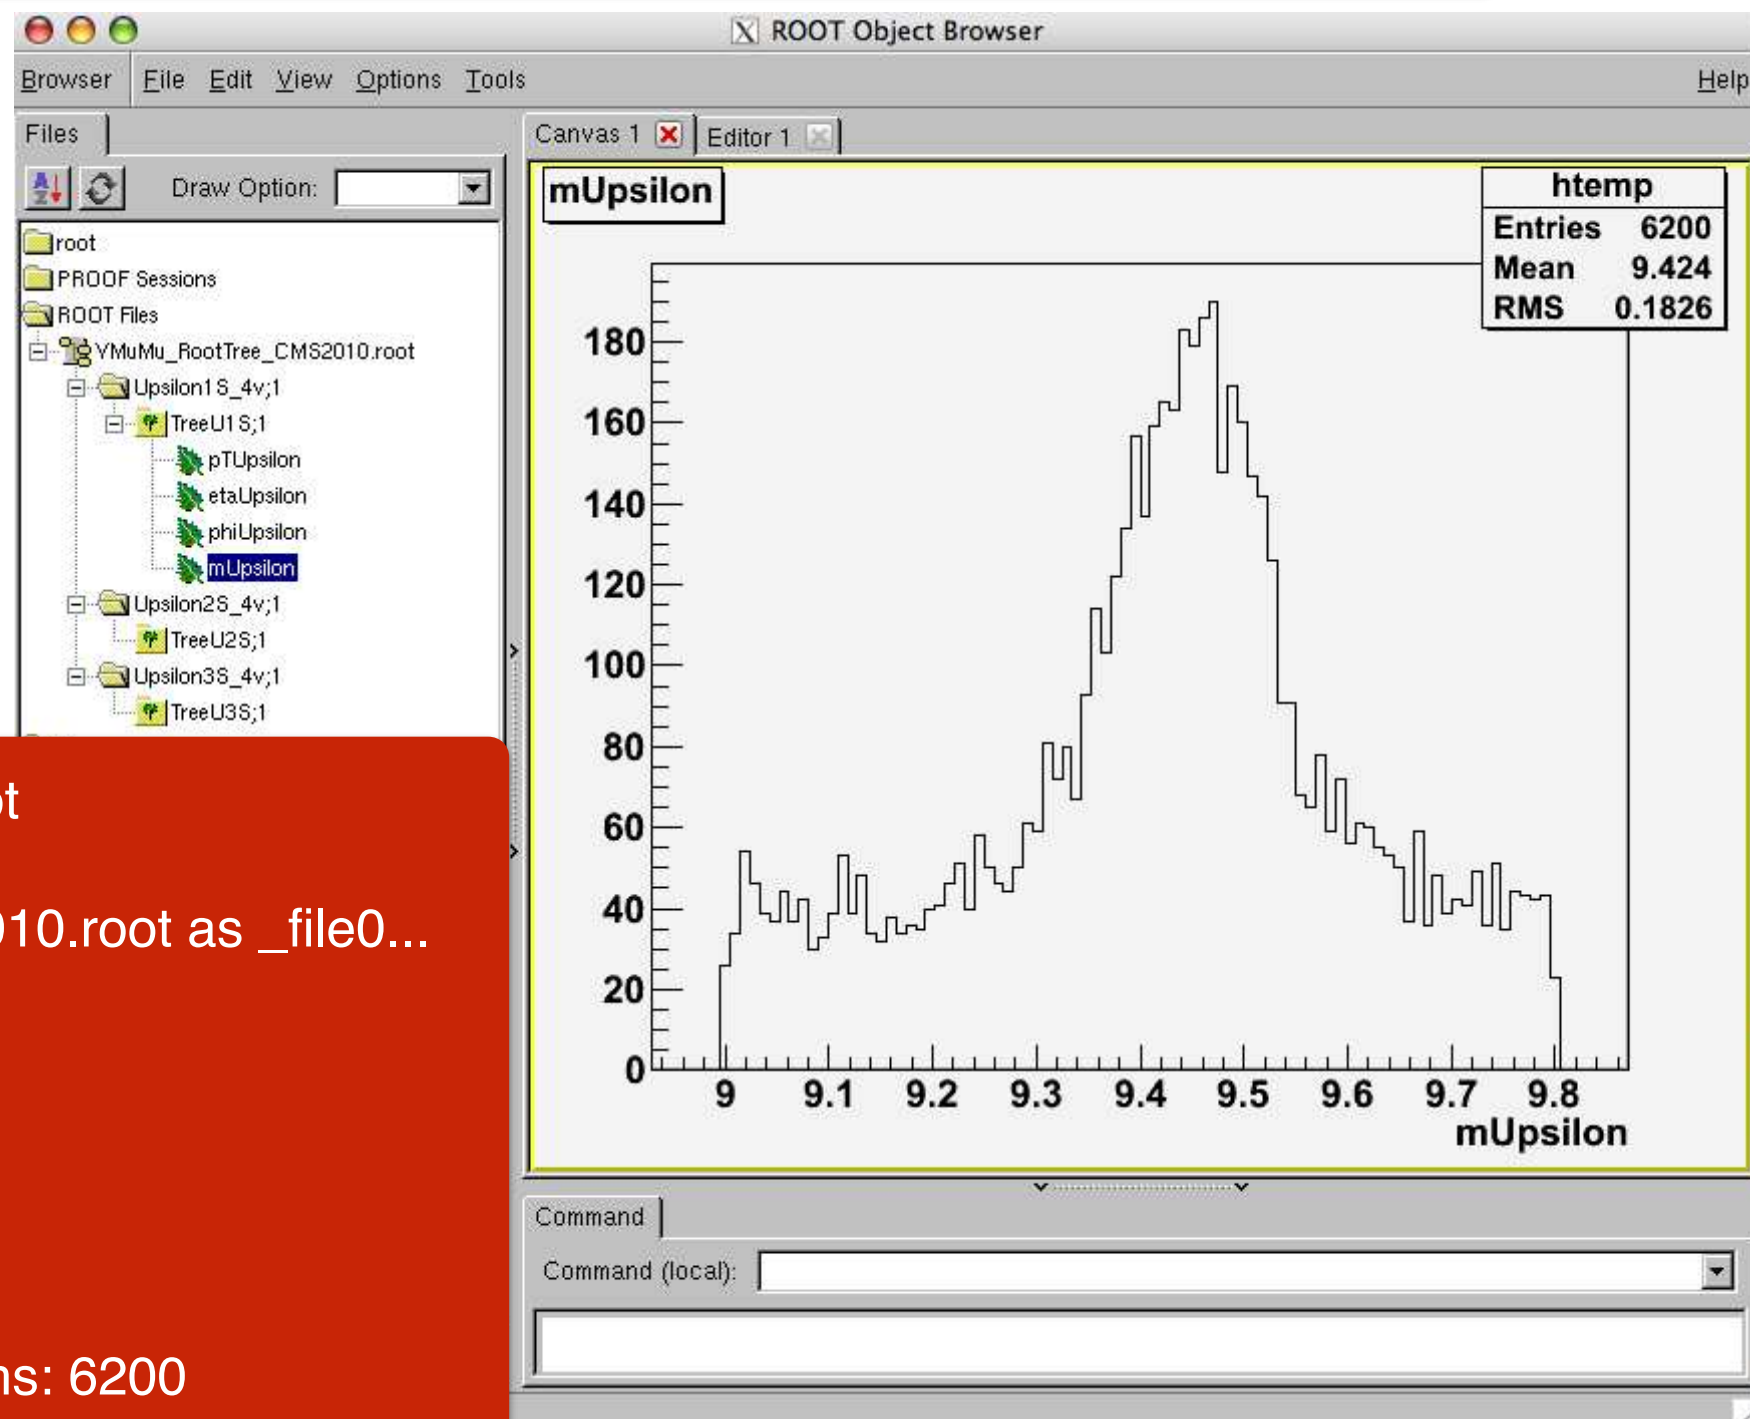 X ROOT Object Browser
Browser File Edit View Options Tools Help
Files
Draw Option:
root
PROOF Sessions
ROOT Files
YMuMu_RootTree_CMS2010.root
Upsilon1S_4v;1
TreeU1S;1
pTUpsilon
etaUpsilon
phiUpsilon
mUpsilon
Upsilon2S_4v;1
TreeU2S;1
Upsilon3S_4v;1
TreeU3S;1
Canvas 1 Editor 1
mUpsilon
htemp
Entries 6200
Mean 9.424
RMS 0.1826
180
160
140
120
100
80
60
40
20
0
9 9.1 9.2 9.3 9.4 9.5 9.6 9.7 9.8
mUpsilon
Command
Command (local):
10.root as _file0...
: 6200